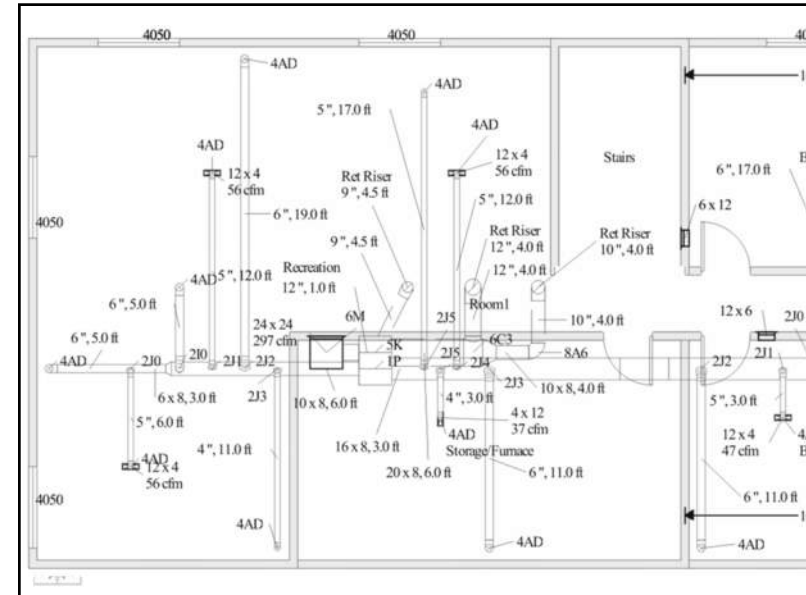 4050
4050
40
4AD
1
4AD
5 ", 17.0 ft
4AD
4AD
12 x 4
56 cfm
Stairs
B
12 x 4
56 cfm
Ret Riser
9 ", 4.5 ft
6 ", 17.0 ft
6 ", 19.0 ft
5 ", 12.0 ft
6 x 12
4050
9 ", 4.5 ft
Ret Riser
12 ", 4.0 ft
Ret Riser
10 ", 4.0 ft
Recreation
12 ", 1.0 ft
12 ", 4.0 ft
4AD
5 ", 12.0 ft
6 ", 5.0 ft
Room1
24 x 24
297 cfm
6M
2J5
10 ", 4.0 ft
12 x 6
2J0
6 ", 5.0 ft
5K
6C3
4AD
2J0
2J0
2J1
2J2
1P
2J5
2J4
8A6
2J2
2J1
2J3
2J3
6 x 8, 3.0 ft
10 x 8, 6.0 ft
4 ", 3.0 ft
10 x 8, 4.0 ft
5 ", 3.0 ft
5 ", 6.0 ft
4 x 12
37 cfm
4 ", 11.0 ft
16 x 8, 3.0 ft
4AD
12 x 4
47 cfm
4
B
4AD
12 x 4
56 cfm
Storage/Furnace
20 x 8, 6.0 ft
6 ", 11.0 ft
4050
6 ", 11.0 ft
1
4AD
4AD
4AD